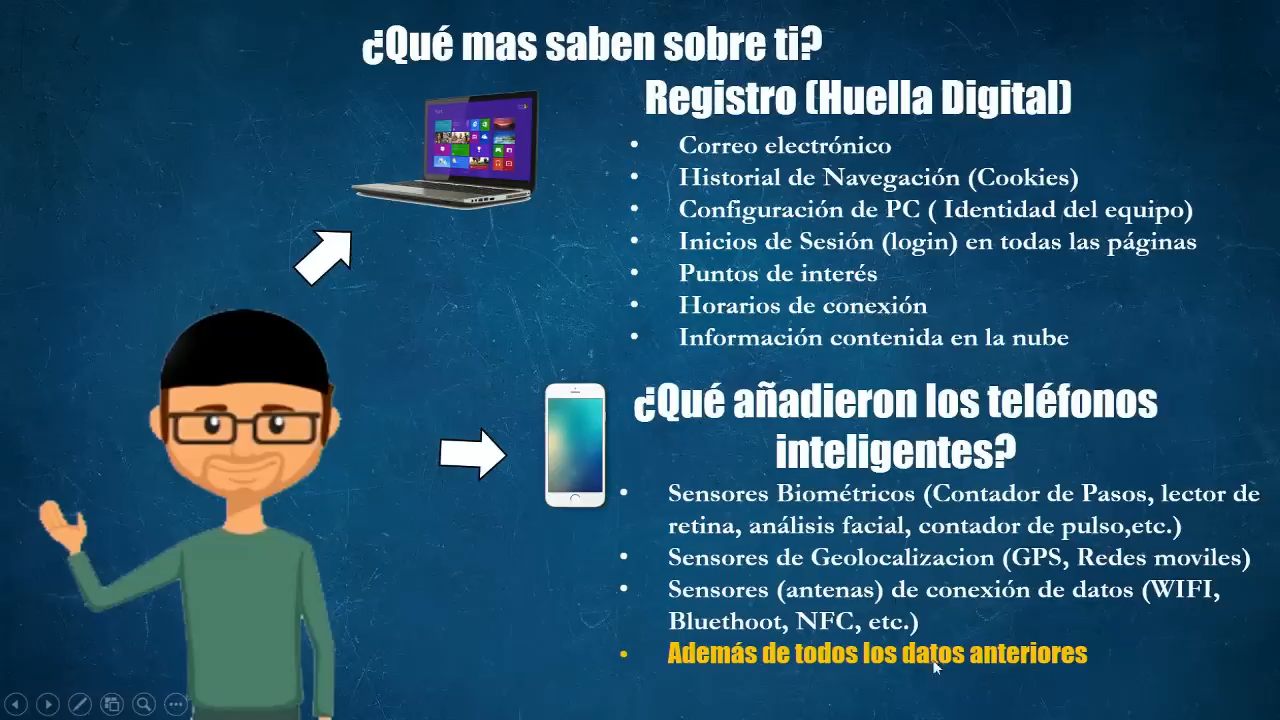 ¿Qué mas saben sobre ti?
Registro (Huella Digital)
• Correo electrónico
• Historial de Navegación (Cookies)
• Configuración de PC ( Identidad del equipo)
• Inicios de Sesión (login) en todas las páginas
• Puntos de interés
• Horarios de conexión
• Información contenida en la nube
¿Qué añadieron los teléfonos
inteligentes?
• Sensores Biométricos (Contador de Pasos, lector de
retina, análisis facial, contador de pulso,etc.)
• Sensores de Geolocalizacion (GPS, Redes moviles)
• Sensores (antenas) de conexión de datos (WIFI,
Bluethoot, NFC, etc.)
• Además de todos los datos anteriores